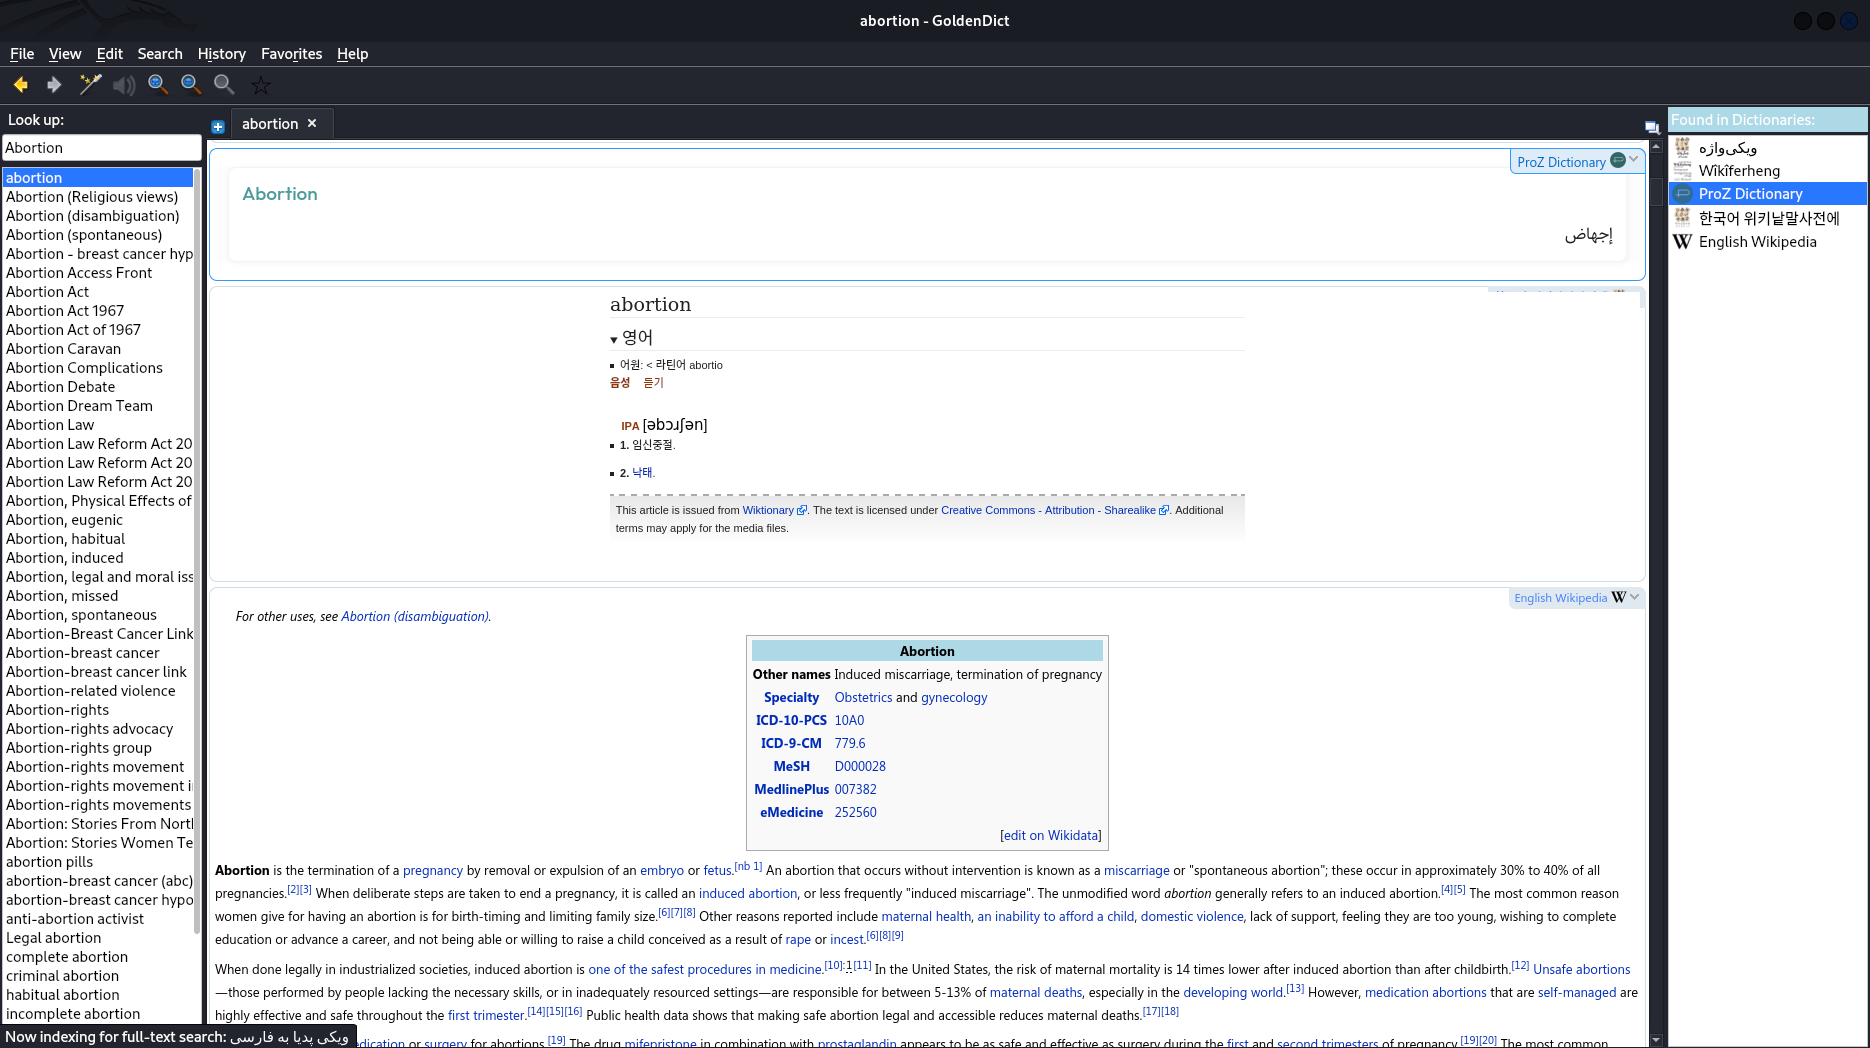 abortion - GoldenDict
File View Edit Search History Favorites Help
Look up:
Abortion
abortion
Abortion (Religious views)
Abortion (disambiguation)
Abortion (spontaneous)
Abortion - breast cancer hyp
Abortion Access Front
Abortion Act
Abortion Act 1967
Abortion Act of 1967
Abortion Caravan
Abortion Complications
Abortion Debate
Abortion Dream Team
Abortion Law
Abortion Law Reform Act 20
Abortion Law Reform Act 20
Abortion Law Reform Act 20
Abortion, Physical Effects of
Abortion, eugenic
Abortion, habitual
Abortion, induced
Abortion, legal and moral iss
Abortion, missed
Abortion, spontaneous
Abortion-Breast Cancer Link
Abortion-breast cancer
Abortion-breast cancer link
Abortion-related violence
Abortion-rights
Abortion-rights advocacy
Abortion-rights group
Abortion-rights movement
Abortion-rights movement i
Abortion-rights movements
Abortion: Stories From Nort
Abortion: Stories Women Te
abortion pills
abortion-breast cancer (abc)
abortion-breast cancer hypo
anti-abortion activist
Legal abortion
complete abortion
criminal abortion
habitual abortion
incomplete abortion
Now indexing for full-text search: ویکی پدیا به فارسی
abortion
ProZ Dictionary
Abortion
إجهاض
abortion
영어
어원: < 라틴어 abortio
음성 듣기
IPA [əbɔɹʃən]
1. 임신중절.
2. 낙태.
This article is issued from Wiktionary. The text is licensed under Creative Commons - Attribution - Sharealike. Additional
terms may apply for the media files.
English Wikipedia
For other uses, see Abortion (disambiguation).
Abortion
Other names Induced miscarriage, termination of pregnancy
Specialty Obstetrics and gynecology
ICD-10-PCS 10A0
ICD-9-CM 779.6
MeSH D000028
MedlinePlus 007382
eMedicine 252560
[edit on Wikidata]
Abortion is the termination of a pregnancy by removal or expulsion of an embryo or fetus.[nb 1] An abortion that occurs without intervention is known as a miscarriage or "spontaneous abortion"; these occur in approximately 30% to 40% of all
pregnancies.[2][3] When deliberate steps are taken to end a pregnancy, it is called an induced abortion, or less frequently "induced miscarriage". The unmodified word abortion generally refers to an induced abortion.[4][5] The most common reason
women give for having an abortion is for birth-timing and limiting family size.[6][7][8] Other reasons reported include maternal health, an inability to afford a child, domestic violence, lack of support, feeling they are too young, wishing to complete
education or advance a career, and not being able or willing to raise a child conceived as a result of rape or incest.[6][8][9]
When done legally in industrialized societies, induced abortion is one of the safest procedures in medicine.[10]:1[11] In the United States, the risk of maternal mortality is 14 times lower after induced abortion than after childbirth.[12] Unsafe abortions
—those performed by people lacking the necessary skills, or in inadequately resourced settings—are responsible for between 5-13% of maternal deaths, especially in the developing world.[13] However, medication abortions that are self-managed are
highly effective and safe throughout the first trimester.[14][15][16] Public health data shows that making safe abortion legal and accessible reduces maternal deaths.[17][18]
edication or surgery for abortions.[19] The drug mifepristone in combination with prostaglandin appears to be as safe and effective as surgery during the first and second trimesters of pregnancy.[19][20] The most common
Found in Dictionaries:
ویکی‌واژه
Wîkîferheng
ProZ Dictionary
한국어 위키낱말사전에
English Wikipedia